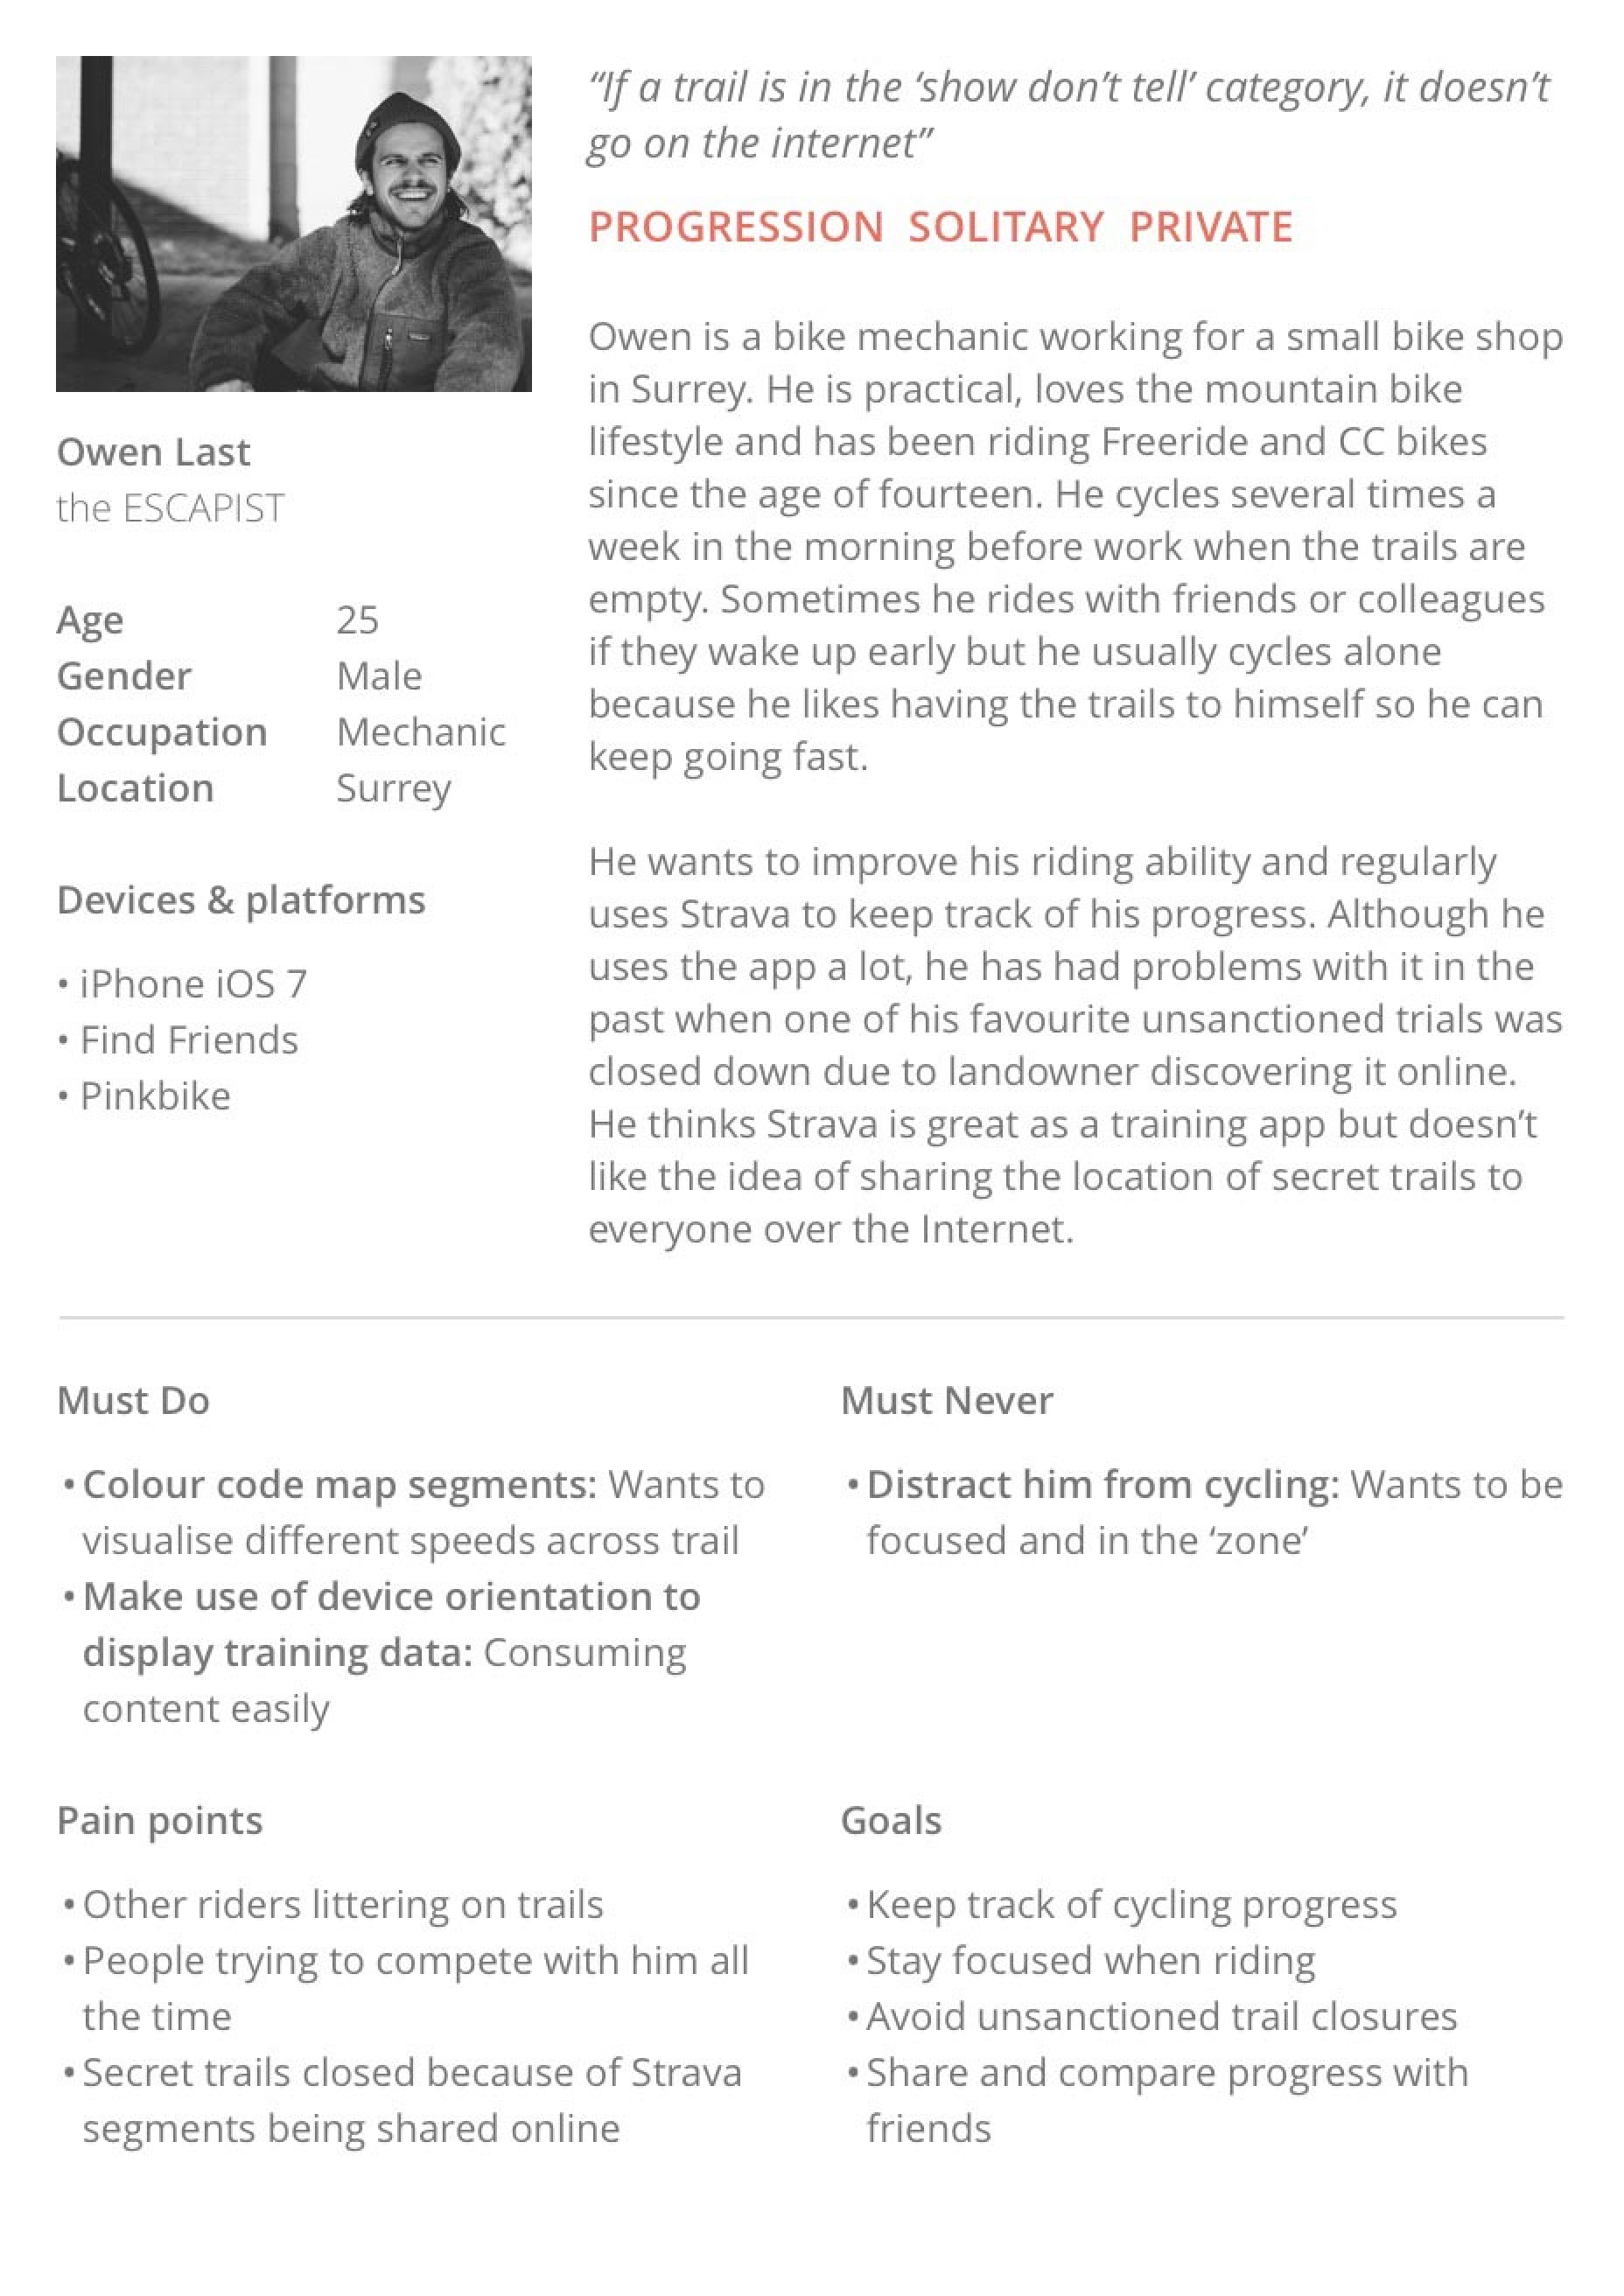 “If a trail is in the ‘show don’t tell’ category, it doesn’t
go on the internet”
PROGRESSION SOLITARY PRIVATE
Owen Last
the ESCAPIST
Age 25
Gender Male
Occupation Mechanic
Location Surrey
Devices & platforms
• iPhone iOS 7
• Find Friends
• Pinkbike
Owen is a bike mechanic working for a small bike shop
in Surrey. He is practical, loves the mountain bike
lifestyle and has been riding Freeride and CC bikes
since the age of fourteen. He cycles several times a
week in the morning before work when the trails are
empty. Sometimes he rides with friends or colleagues
if they wake up early but he usually cycles alone
because he likes having the trails to himself so he can
keep going fast.
He wants to improve his riding ability and regularly
uses Strava to keep track of his progress. Although he
uses the app a lot, he has had problems with it in the
past when one of his favourite unsanctioned trials was
closed down due to landowner discovering it online.
He thinks Strava is great as a training app but doesn’t
like the idea of sharing the location of secret trails to
everyone over the Internet.
Must Do
• Colour code map segments: Wants to
visualise different speeds across trail
• Make use of device orientation to
display training data: Consuming
content easily
Must Never
• Distract him from cycling: Wants to be
focused and in the ‘zone’
Pain points
• Other riders littering on trails
• People trying to compete with him all
the time
• Secret trails closed because of Strava
segments being shared online
Goals
• Keep track of cycling progress
• Stay focused when riding
• Avoid unsanctioned trail closures
• Share and compare progress with
friends